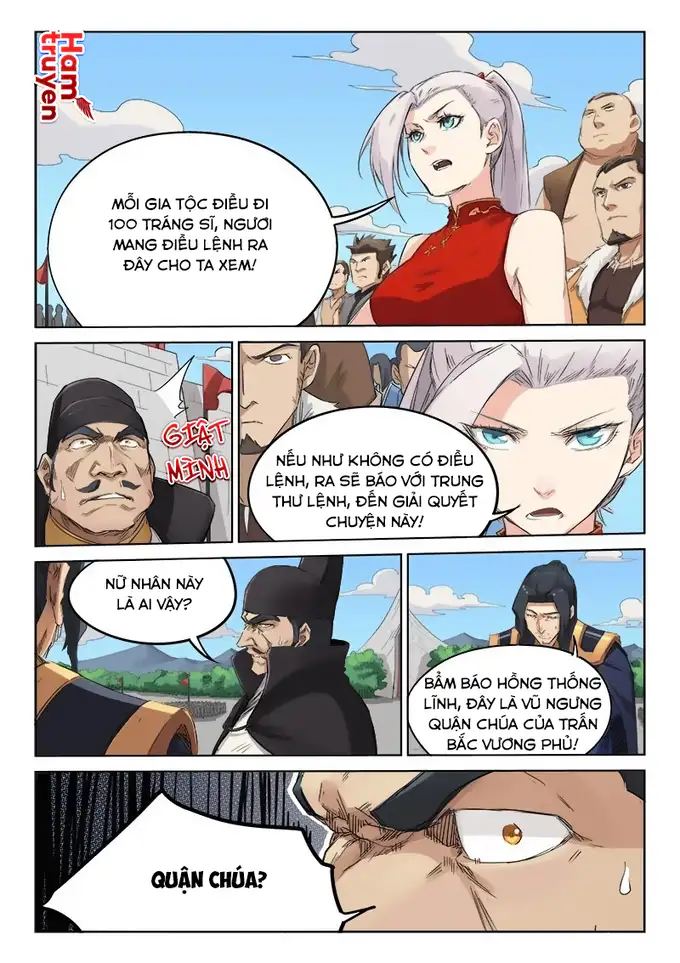 Ham
truyen
MỖI GIA TỘC ĐIỀU ĐI
100 TRÁNG SĨ, NGƯƠI
MANG ĐIỀU LỆNH RA
ĐÂY CHO TA XEM!
GIẬT
MÌNH
NẾU NHƯ KHÔNG CÓ ĐIỀU
LỆNH, RA SẼ BÁO VỚI TRUNG
THƯ LỆNH, ĐẾN GIẢI QUYẾT
CHUYỆN NÀY!
NỮ NHÂN NÀY
LÀ AI VẬY?
BẨM BÁO HỒNG THỐNG
LĨNH, ĐÂY LÀ VŨ NGƯNG
QUẬN CHÚA CỦA TRẤN
BẮC VƯƠNG PHỦ!
QUẬN CHÚA?